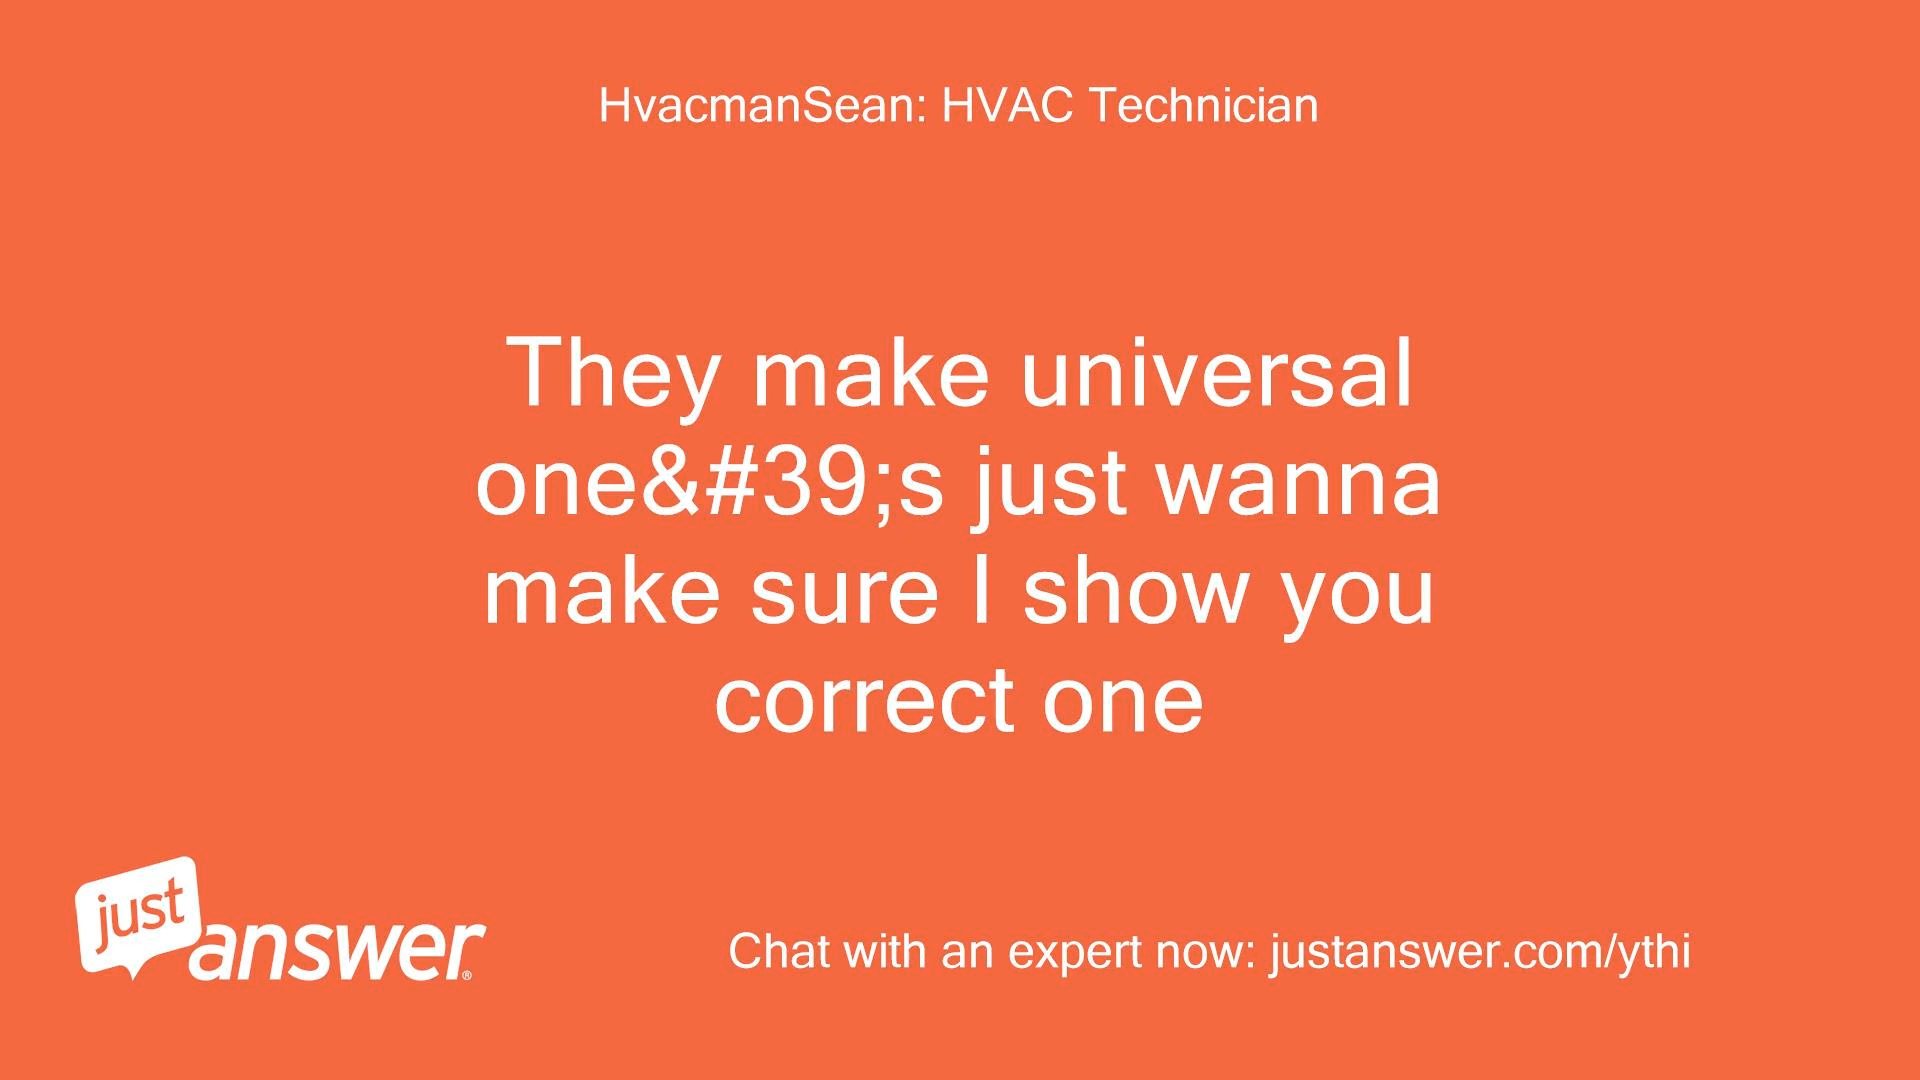 HvacmanSean: HVAC Technician
They make universal
one&#39;s just wanna
make sure I show you
correct one
just
answer®
Chat with an expert now: justanswer.com/ythi